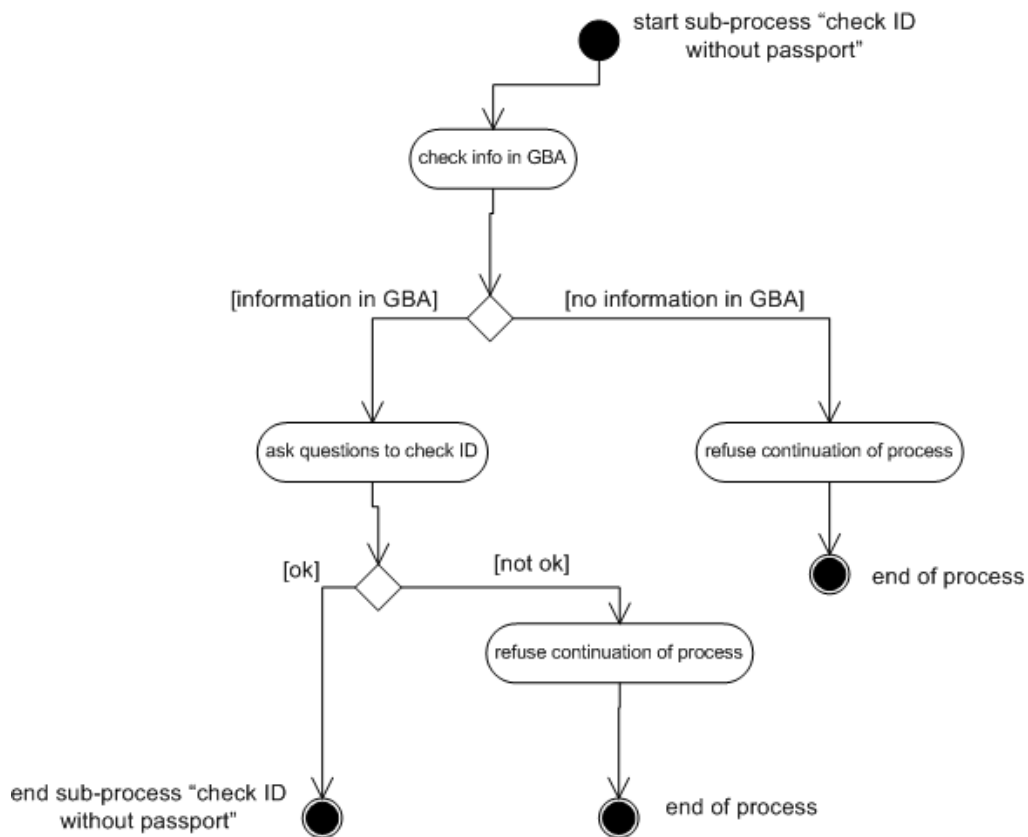 start sub-process “check ID
without passport”
check info in GBA
[information in GBA]
[no information in GBA]
ask questions to check ID
refuse continuation of process
[ok]
[not ok]
end of process
refuse continuation of process
end sub-process “check ID
without passport”
end of process